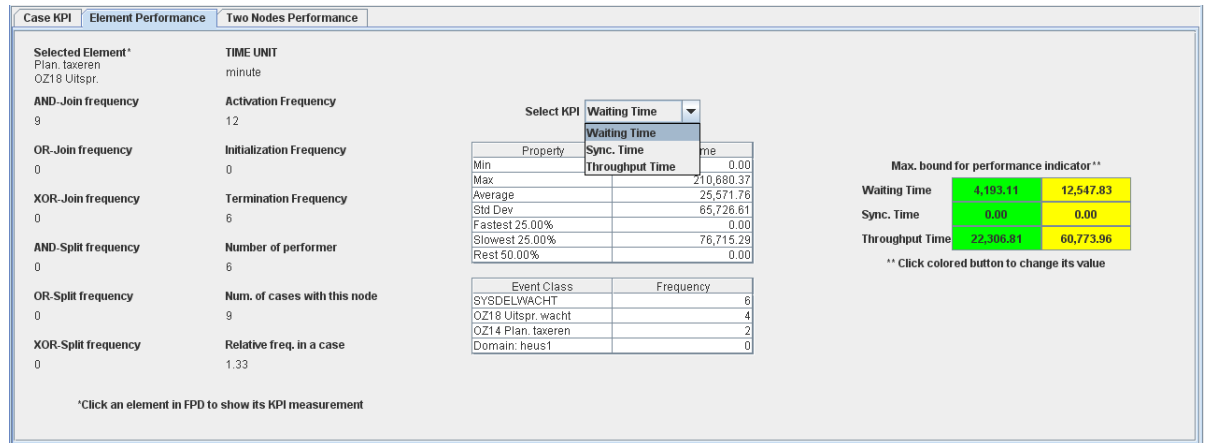 Case KPI Element Performance Two Nodes Performance
Selected Element* TIME UNIT
Plan. taxeren
OZ18 Uitspr. minute
AND-Join frequency Activation Frequency
9 12
OR-Join frequency Initialization Frequency
0 0
XOR-Join frequency Termination Frequency
0 6
AND-Split frequency Number of performer
0 6
OR-Split frequency Num. of cases with this node
0 9
XOR-Split frequency Relative freq. in a case
0 1.33
*Click an element in FPD to show its KPI measurement
Select KPI Waiting Time
Waiting Time
Sync. Time
Throughput Time
Property me
Min 0.00
Max 210,680.37
Average 25,571.76
Std Dev 65,726.61
Fastest 25.00% 0.00
Slowest 25.00% 76,715.29
Rest 50.00% 0.00
Event Class Frequency
SYSDELWACHT 6
OZ18 Uitspr. wacht 4
OZ14 Plan. taxeren 2
Domain: heus1 0
Max. bound for performance indicator**
Waiting Time 4,193.11 12,547.83
Sync. Time 0.00 0.00
Throughput Time 22,306.81 60,773.96
** Click colored button to change its value